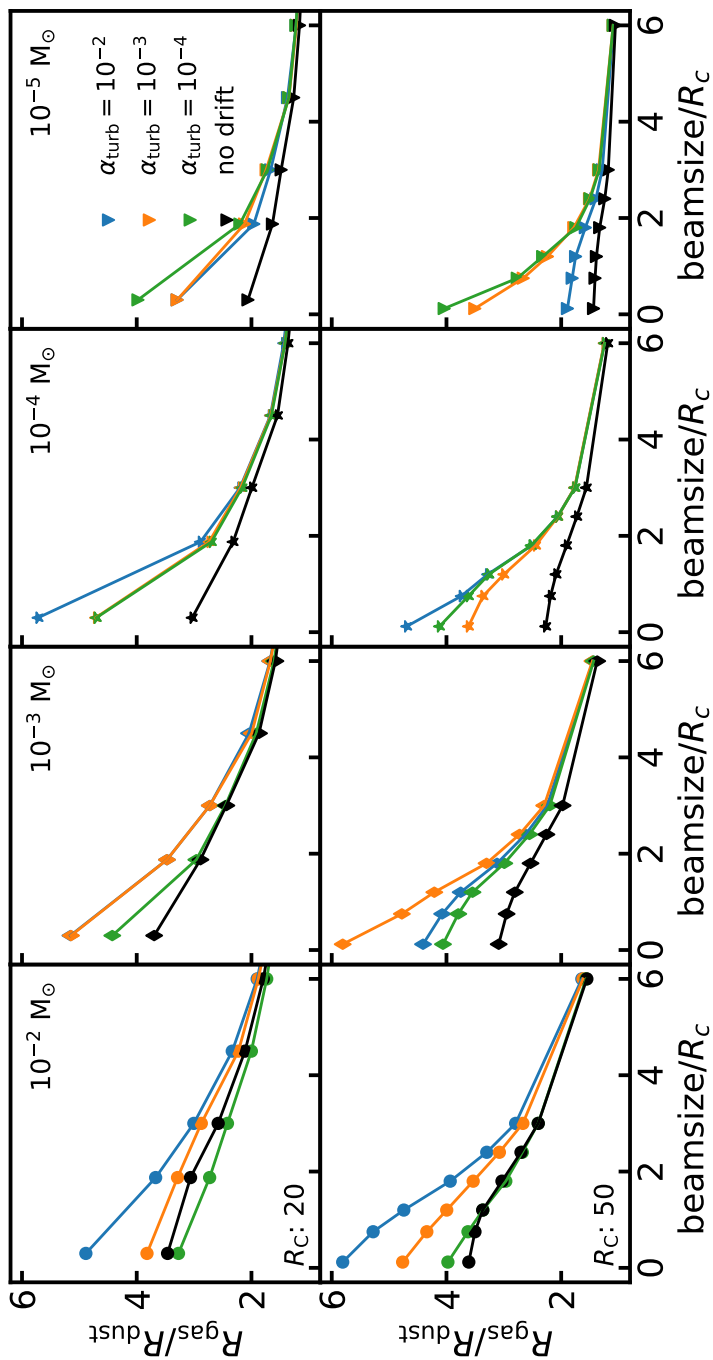 10⁻² M⊙
10⁻³ M⊙
10⁻⁴ M⊙
10⁻⁵ M⊙
α_turb = 10⁻²
α_turb = 10⁻³
α_turb = 10⁻⁴
no drift
R_C: 20
6
4
2
R_gas/R_dust
R_C: 50
6
4
2
R_gas/R_dust
0 2 4 6
0 2 4 6
0 2 4 6
0 2 4 6
beamsize/R_c
beamsize/R_c
beamsize/R_c
beamsize/R_c